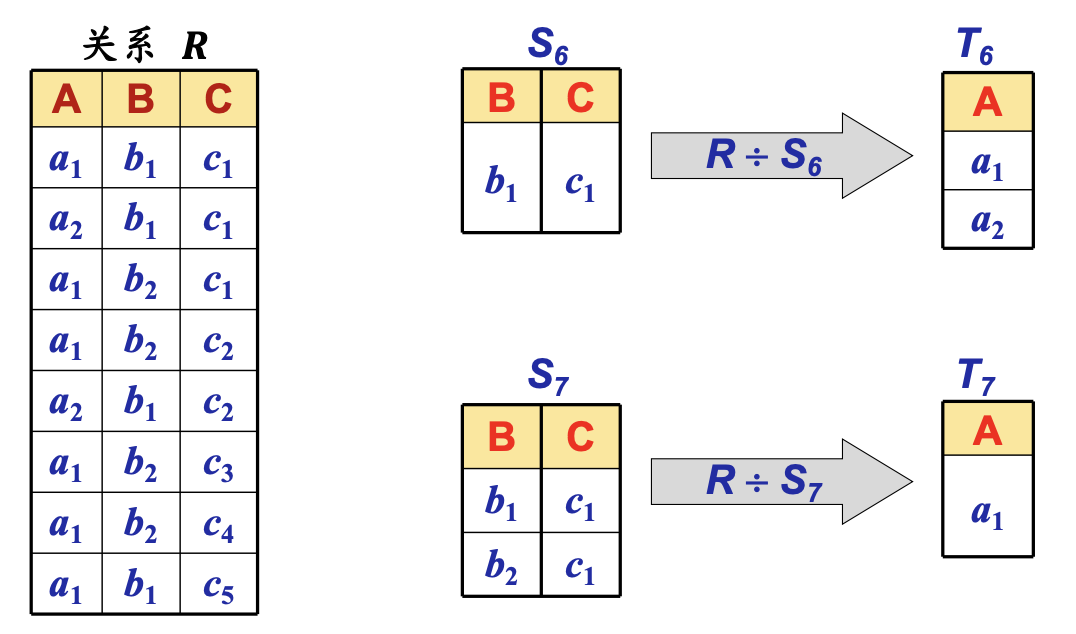 关系 R
A B C
a₁ b₁ c₁
a₂ b₁ c₁
a₁ b₂ c₁
a₁ b₂ c₂
a₂ b₁ c₂
a₁ b₂ c₃
a₁ b₂ c₄
a₁ b₁ c₅
S₆
B C
b₁ c₁
R ÷ S₆
T₆
A
a₁
a₂
S₇
B C
b₁ c₁
b₂ c₁
R ÷ S₇
T₇
A
a₁